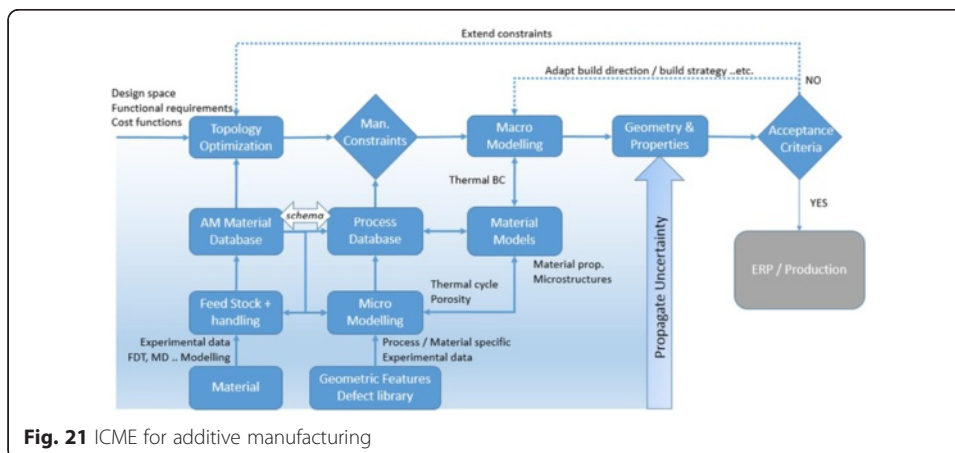 Extend constraints
Adapt build direction / build strategy ..etc.
NO
Design space
Functional requirements
Cost functions
Topology
Optimization
Man.
Constraints
Macro
Modelling
Geometry &
Properties
Acceptance
Criteria
Thermal BC
YES
AM Material
Database
schema
Process
Database
Material
Models
ERP / Production
Material prop.
Microstructures
Thermal cycle
Porosity
Feed Stock +
handling
Micro
Modelling
Propagate Uncertainty
Experimental data
FDT, MD .. Modelling
Process / Material specific
Experimental data
Material
Geometric Features
Defect library
Fig. 21 ICME for additive manufacturing